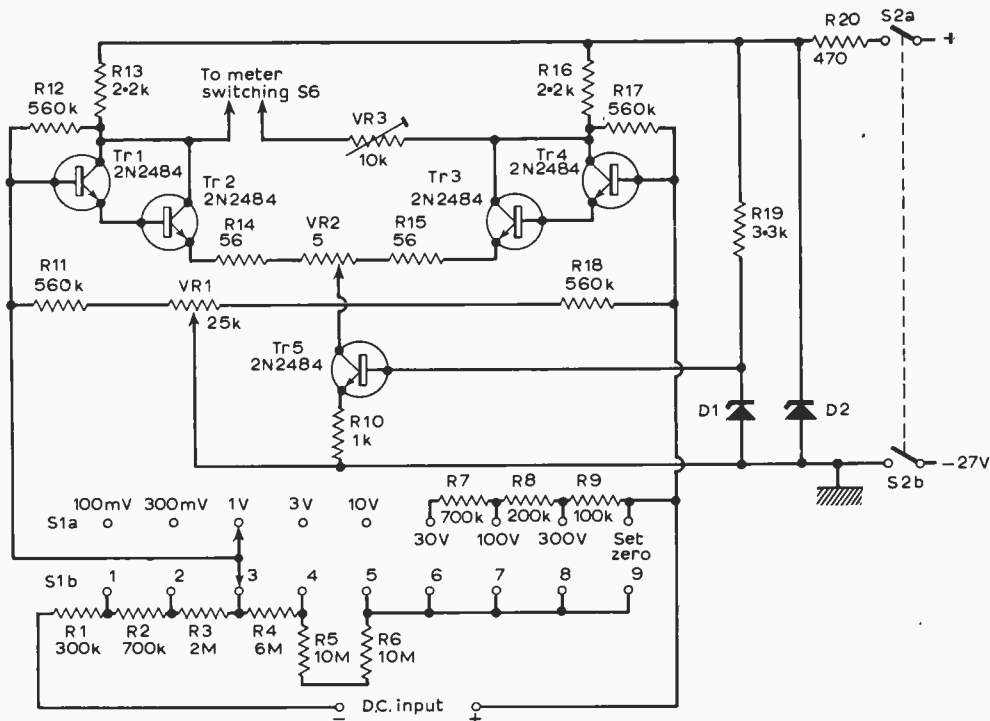 R20
470
S2a
+
R12
560k
R13
2·2k
To meter
switching S6
R16
2·2k
R17
560k
VR3
10k
Tr1
2N2484
Tr2
2N2484
Tr3
2N2484
Tr4
2N2484
R14
56
VR2
5
R15
56
R19
3·3k
R11
560k
VR1
25k
R18
560k
Tr5
2N2484
R10
1k
D1
D2
-27V
S2b
S1a
100mV
300mV
1V
3V
10V
R7
700k
R8
200k
R9
100k
30V
100V
300V
Set
zero
S1b
1
2
3
4
5
6
7
8
9
R1
300k
R2
700k
R3
2M
R4
6M
R5
10M
R6
10M
-
D.C. input
+